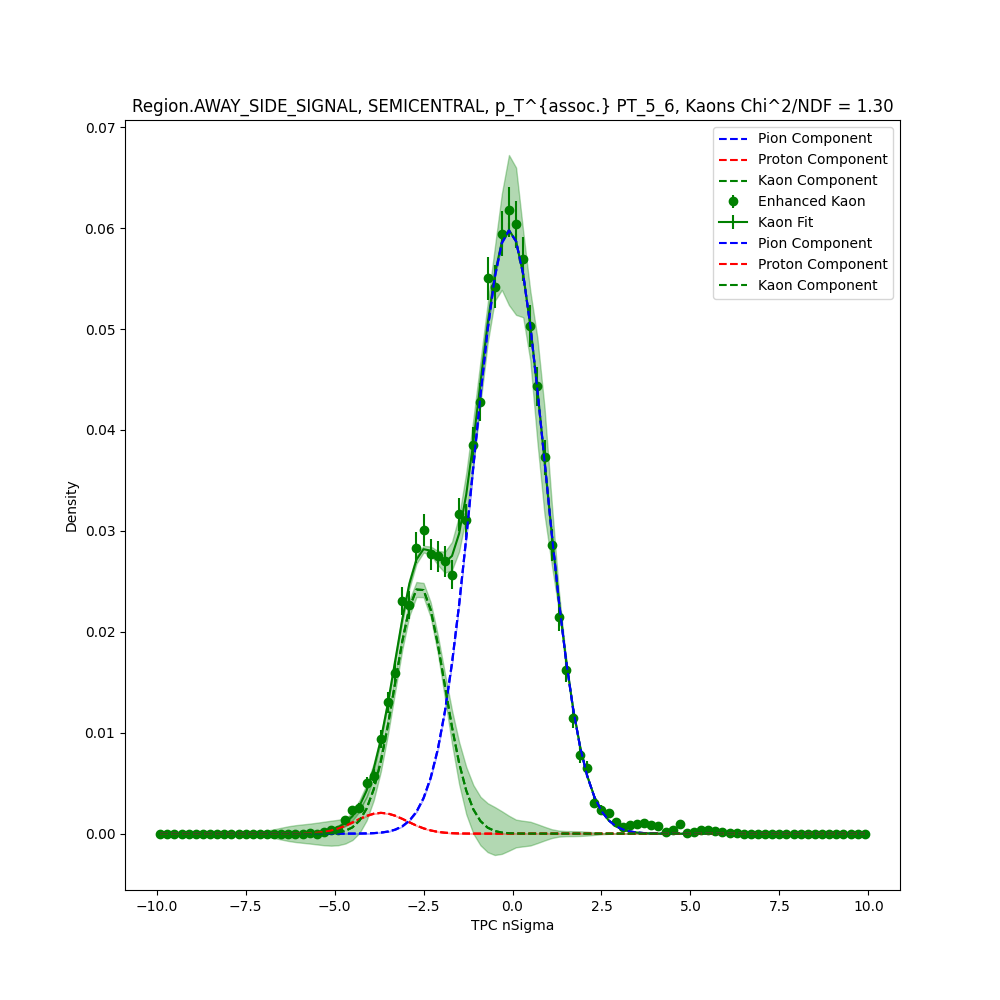 Region.AWAY_SIDE_SIGNAL, SEMICENTRAL, p_T^{assoc.} PT_5_6, Kaons Chi^2/NDF = 1.30
Pion Component
Proton Component
Kaon Component
Enhanced Kaon
Kaon Fit
Pion Component
Proton Component
Kaon Component
0.07
0.06
0.05
0.04
0.03
0.02
0.01
0.00
Density
−10.0 −7.5 −5.0 −2.5 0.0 2.5 5.0 7.5 10.0
TPC nSigma